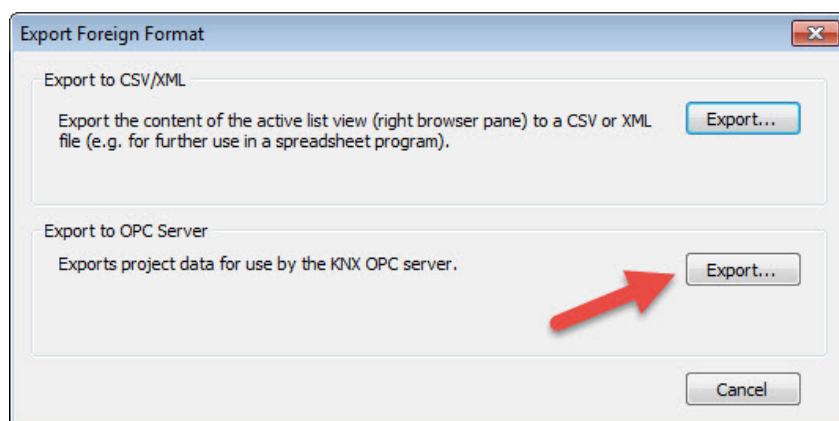 Export Foreign Format
Export to CSV/XML
Export the content of the active list view (right browser pane) to a CSV or XML
file (e.g. for further use in a spreadsheet program).
Export...
Export to OPC Server
Exports project data for use by the KNX OPC server.
Export...
Cancel